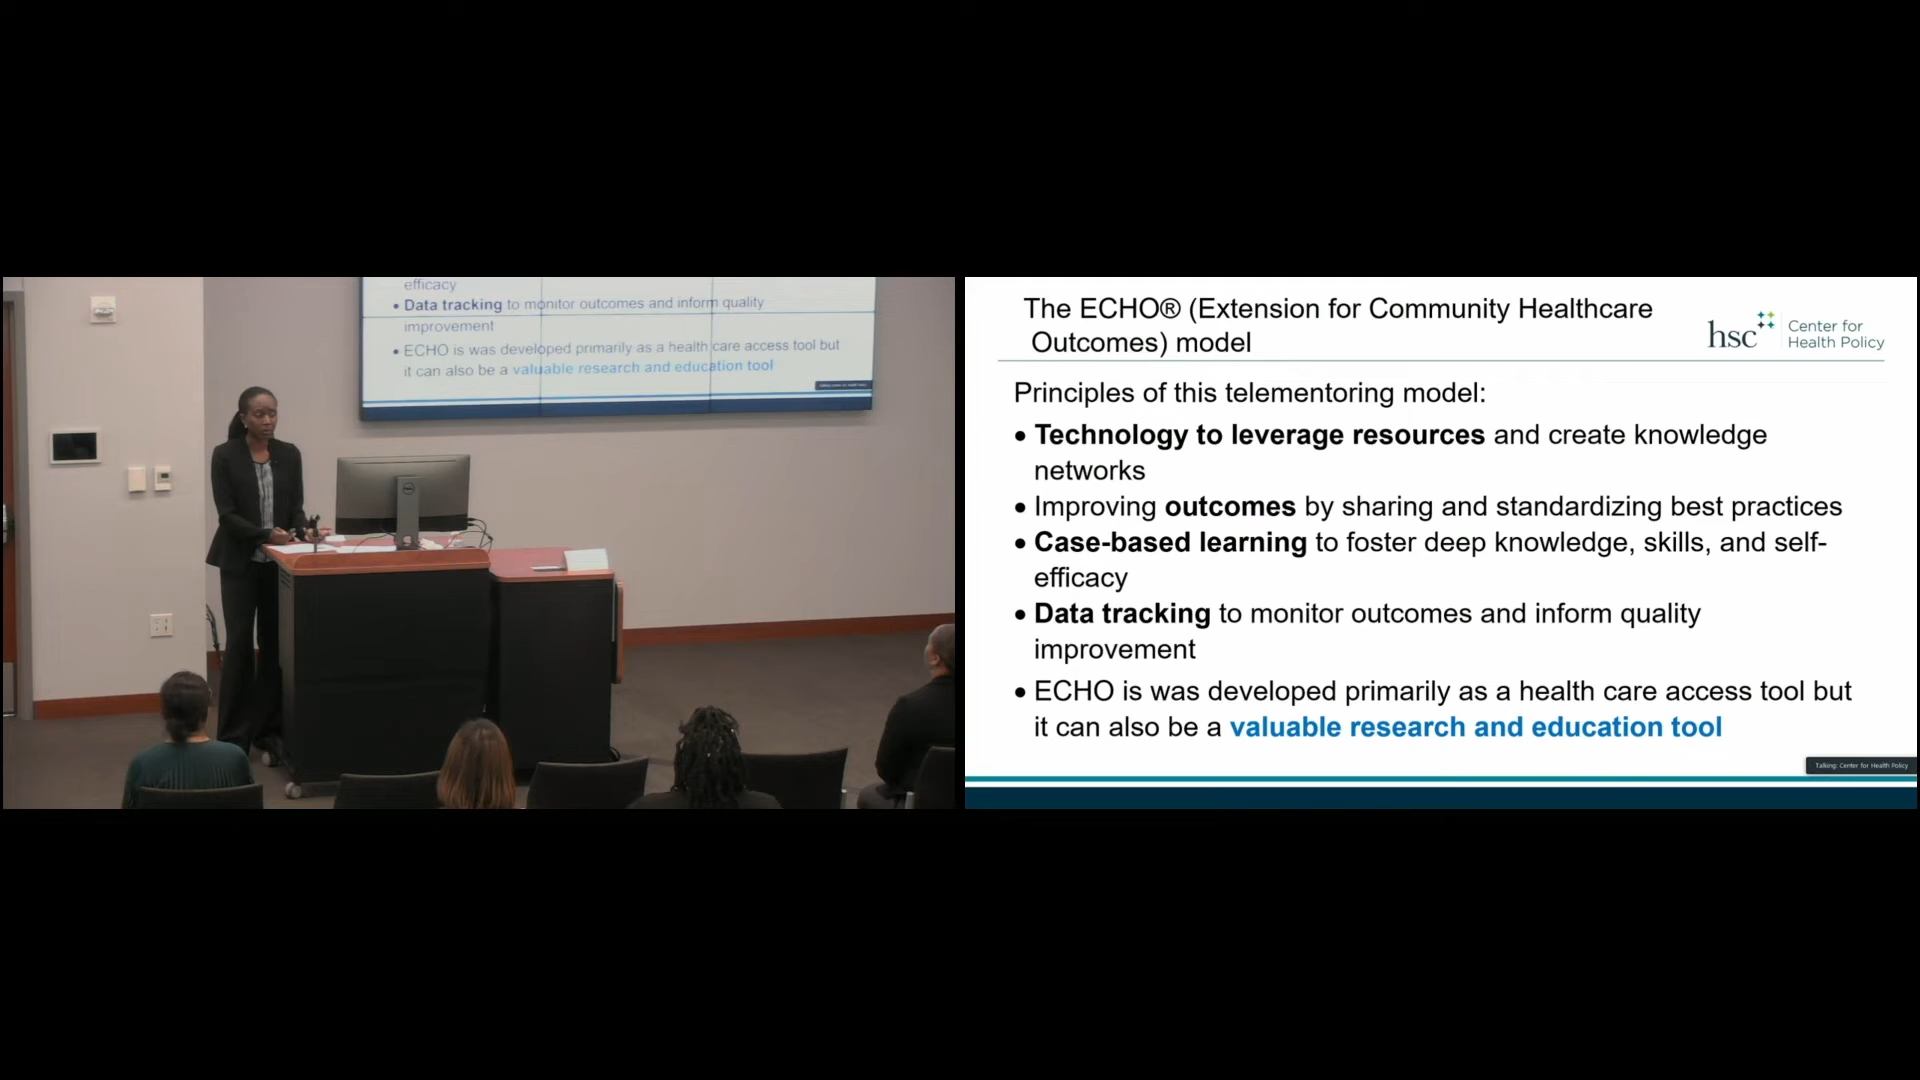 efficacy
• Data tracking to monitor outcomes and inform quality
improvement
• ECHO is was developed primarily as a health care access tool but
it can also be a valuable research and education tool
The ECHO® (Extension for Community Healthcare
Outcomes) model
hsc Center for
Health Policy
Principles of this telementoring model:
• Technology to leverage resources and create knowledge
networks
• Improving outcomes by sharing and standardizing best practices
• Case-based learning to foster deep knowledge, skills, and self-
efficacy
• Data tracking to monitor outcomes and inform quality
improvement
• ECHO is was developed primarily as a health care access tool but
it can also be a valuable research and education tool
Talking: Center for Health Policy